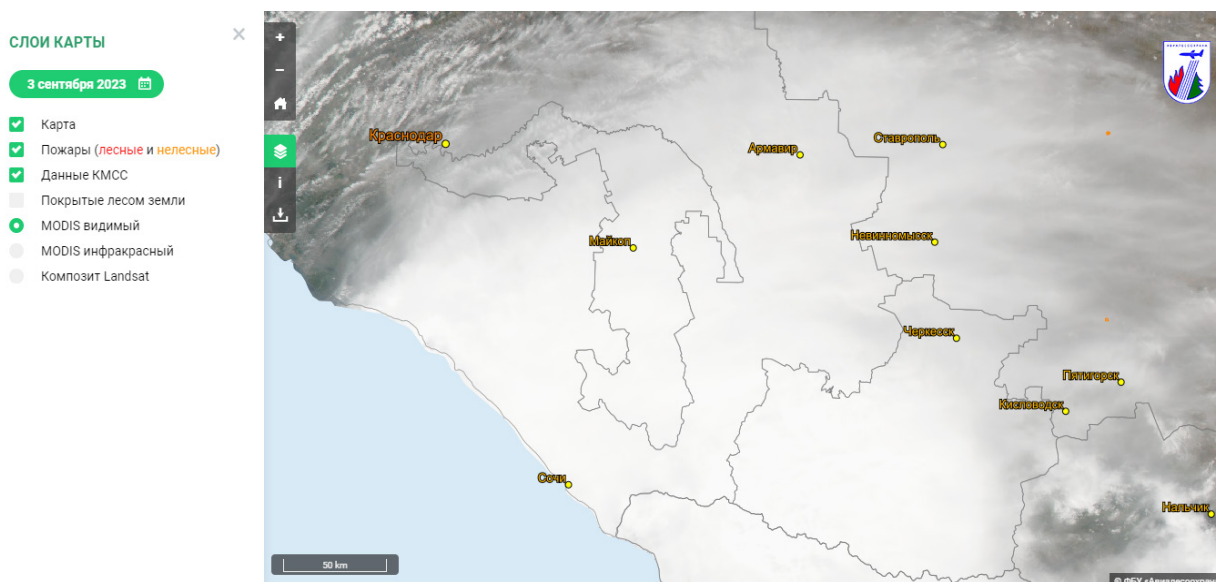 СЛОИ КАРТЫ
3 сентября 2023
Карта
Пожары (лесные и нелесные)
Данные КМСС
Покрытые лесом земли
MODIS видимый
MODIS инфракрасный
Композит Landsat
Краснодар
Армавир
Ставрополь
Майкоп
Невинномысск
Черкесск
Пятигорск
Кисловодск
Сочи
Нальчик
50 km